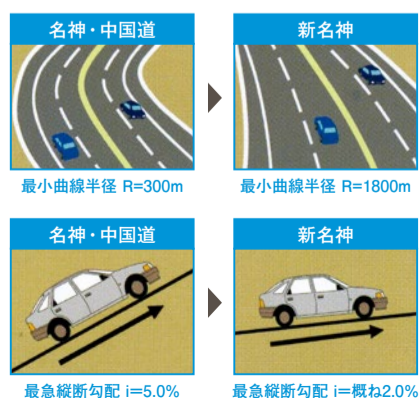 名神・中国道
新名神
最小曲線半径 R=300m
最小曲線半径 R=1800m
名神・中国道
新名神
最急縦断勾配 i=5.0%
最急縦断勾配 i=概ね2.0%